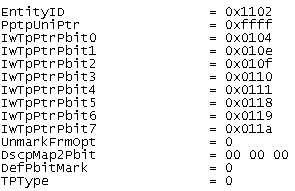 EntityID = 0x1102
PptpUniPtr = 0xffff
IwTpPtrPbit0 = 0x0104
IwTpPtrPbit1 = 0x010e
IwTpPtrPbit2 = 0x010f
IwTpPtrPbit3 = 0x0110
IwTpPtrPbit4 = 0x0111
IwTpPtrPbit5 = 0x0118
IwTpPtrPbit6 = 0x0119
IwTpPtrPbit7 = 0x011a
UnmarkFrmOpt = 0
DscpMap2Pbit = 00 00 00
DefPbitMark = 0
TPType = 0